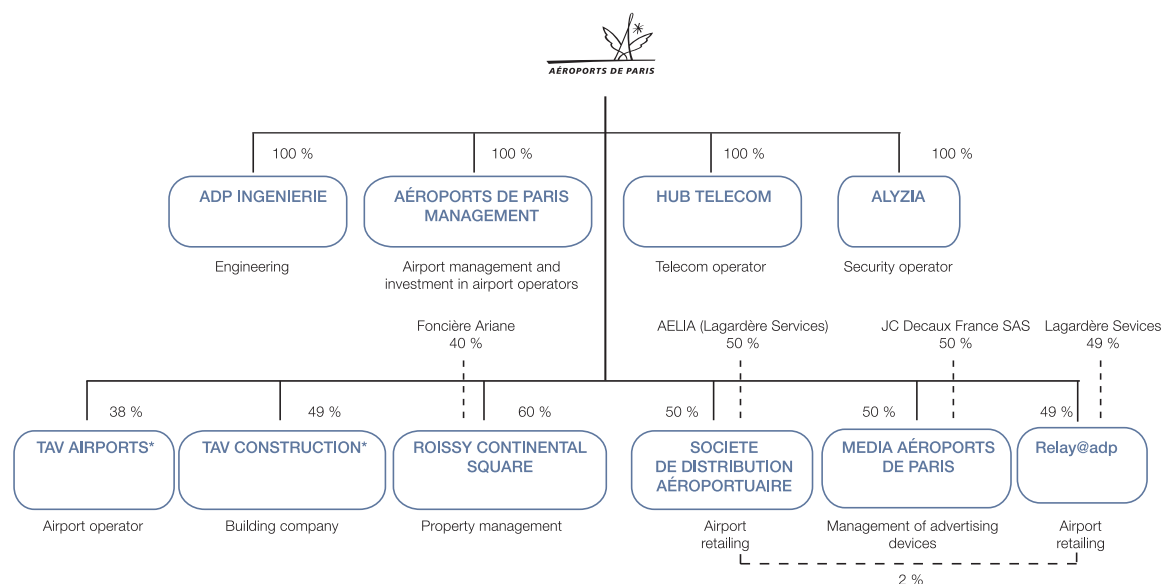 AÉROPORTS DE PARIS
100 %
100 %
100 %
100 %
ADP INGENIERIE
AÉROPORTS DE PARIS
MANAGEMENT
HUB TELECOM
ALYZIA
Engineering
Airport management and
investment in airport operators
Telecom operator
Security operator
Foncière Ariane
40 %
AELIA (Lagardère Services)
50 %
JC Decaux France SAS
50 %
Lagardère Sevices
49 %
38 %
49 %
60 %
50 %
50 %
49 %
TAV AIRPORTS*
TAV CONSTRUCTION*
ROISSY CONTINENTAL
SQUARE
SOCIETE
DE DISTRIBUTION
AÉROPORTUAIRE
MEDIA AÉROPORTS
DE PARIS
Relay@adp
Airport operator
Building company
Property management
Airport
retailing
Management of advertising
devices
Airport
retailing
2 %